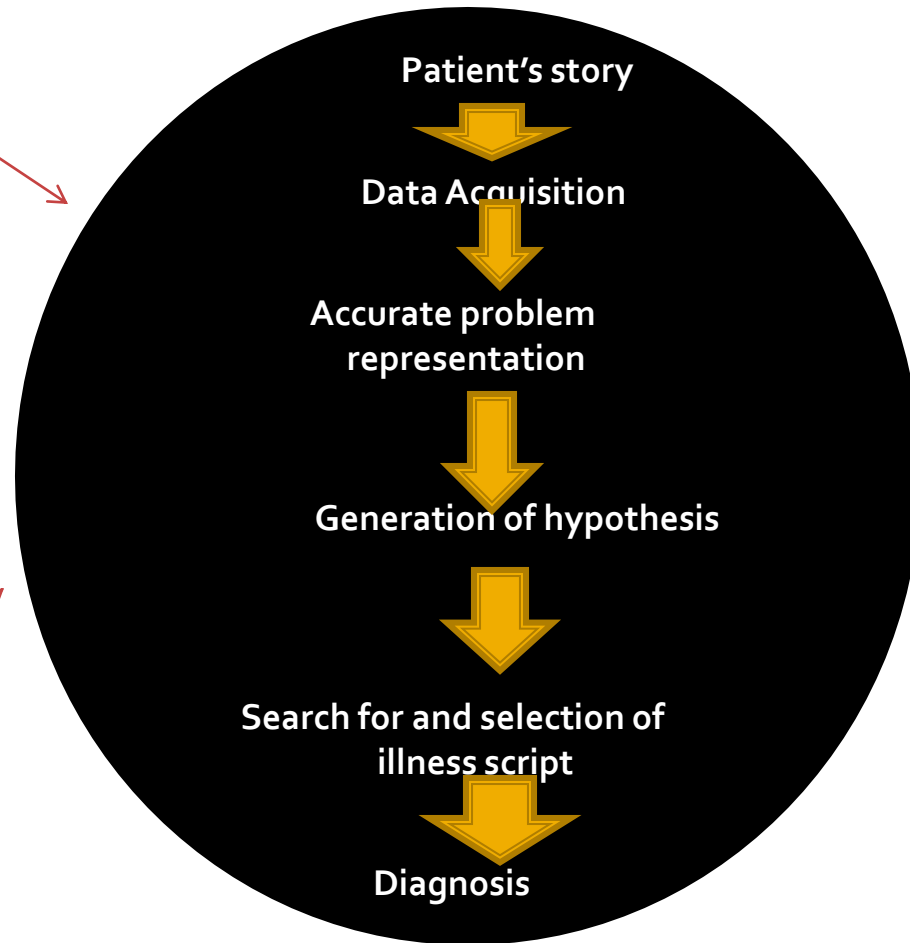 Patient’s story
Data Acquisition
Accurate problem
representation
Generation of hypothesis
Search for and selection of
illness script
Diagnosis